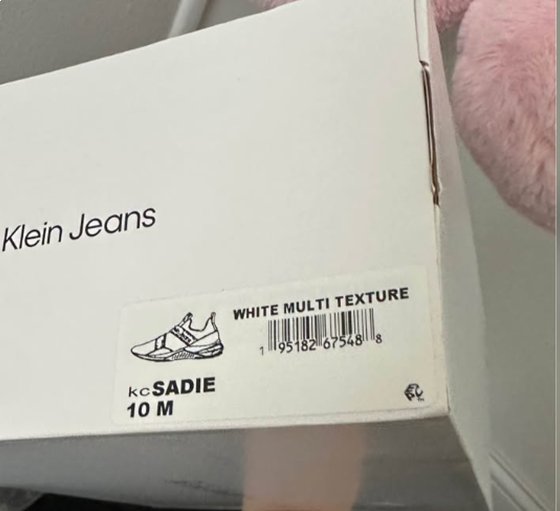 Klein Jeans
WHITE MULTI TEXTURE
1 95182 67548 8
kcSADIE
10 M